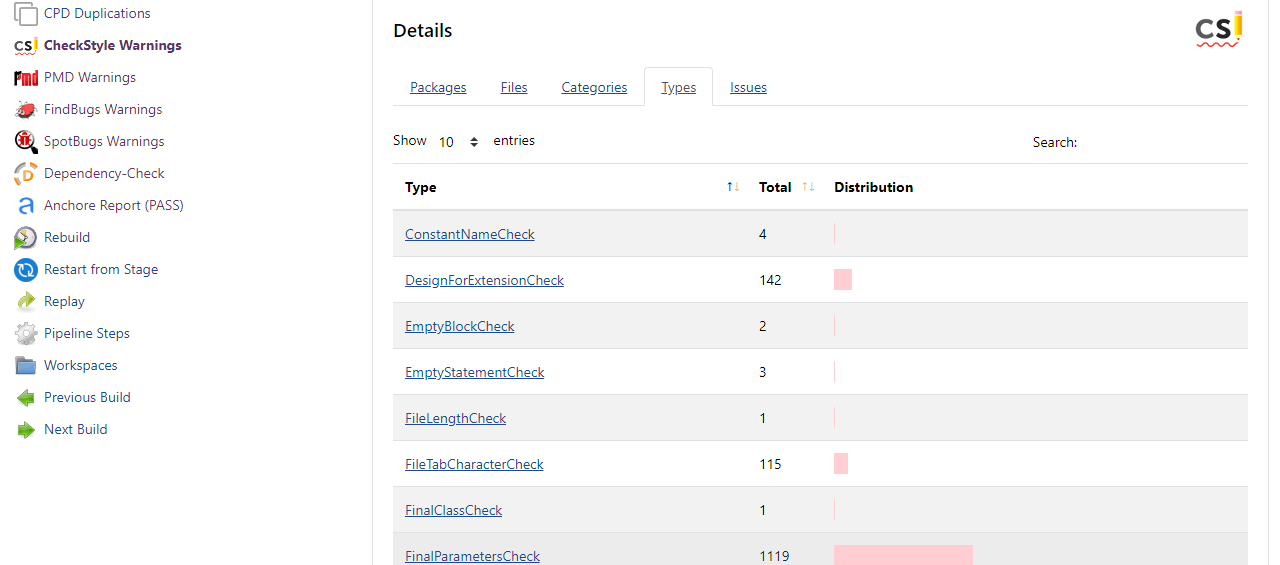 CPD Duplications
CheckStyle Warnings
PMD Warnings
FindBugs Warnings
SpotBugs Warnings
Dependency-Check
Anchore Report (PASS)
Rebuild
Restart from Stage
Replay
Pipeline Steps
Workspaces
Previous Build
Next Build
Details
CS
Packages Files Categories Types Issues
Show 10 entries Search:
Type Total Distribution
ConstantNameCheck 4
DesignForExtensionCheck 142
EmptyBlockCheck 2
EmptyStatementCheck 3
FileLengthCheck 1
FileTabCharacterCheck 115
FinalClassCheck 1
FinalParametersCheck 1119